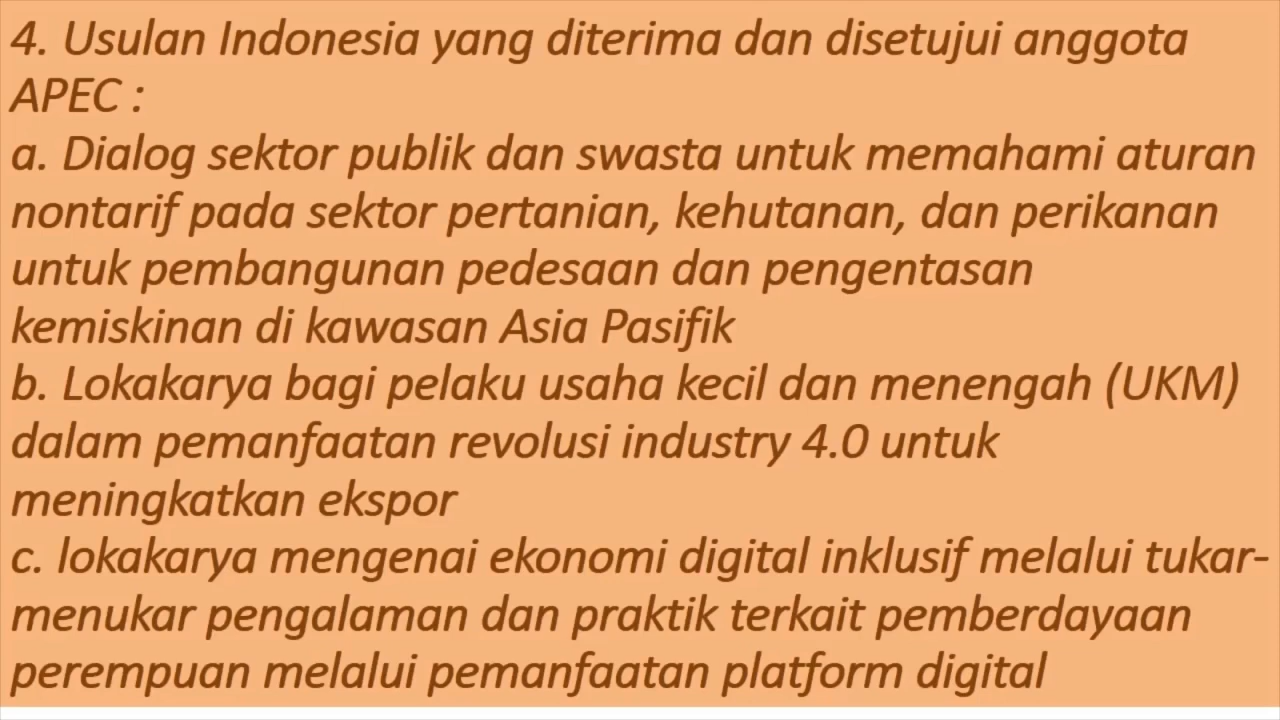 4. Usulan Indonesia yang diterima dan disetujui anggota
APEC :
a. Dialog sektor publik dan swasta untuk memahami aturan
nontarif pada sektor pertanian, kehutanan, dan perikanan
untuk pembangunan pedesaan dan pengentasan
kemiskinan di kawasan Asia Pasifik
b. Lokakarya bagi pelaku usaha kecil dan menengah (UKM)
dalam pemanfaatan revolusi industry 4.0 untuk
meningkatkan ekspor
c. lokakarya mengenai ekonomi digital inklusif melalui tukar-
menukar pengalaman dan praktik terkait pemberdayaan
perempuan melalui pemanfaatan platform digital